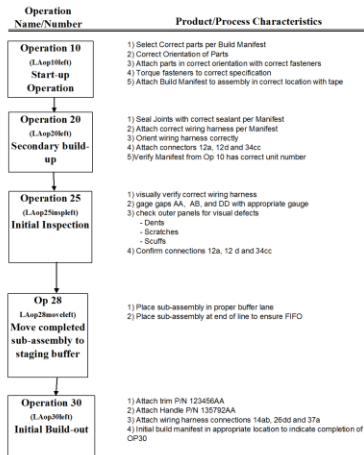 Operation
Name/Number
Product/Process Characteristics
Operation 10
(LAop10left)
Start-up
Operation
1) Select Correct parts per Build Manifest
2) Correct Orientation of Parts
3) Attach parts in correct orientation with correct fasteners
4) Torque fasteners to correct specification
5) Attach Build Manifest to assembly in correct location with tape
Operation 20
(LAop20left)
Secondary build-
up
1) Seal Joints with correct sealant per Manifest
2) Attach correct wiring harness per Manifest
3) Orient wiring harness correctly
4) Attach connectors 12a, 12d and 34cc
5)Verify Manifest from Op 10 has correct unit number
Operation 25
(LAop25inspleft)
Initial Inspection
1) visually verify correct wiring harness
2) gage gaps AA, AB, and DD with appropriate gauge
3) check outer panels for visual defects
- Dents
- Scratches
- Scuffs
4) Confirm connections 12a, 12 d and 34cc
Op 28
LAop28moveleft)
Move completed
sub-assembly to
staging buffer
1) Place sub-assembly in proper buffer lane
2) Place sub-assembly at end of line to ensure FIFO
Operation 30
(LAop30left)
Initial Build-out
1) Attach trim P/N 123456AA
2) Attach Handle P/N 135792AA
3) Attach wiring harness connections 14ab, 26dd and 37a
4) Initial build manifest in appropriate location to indicate completion of
OP30